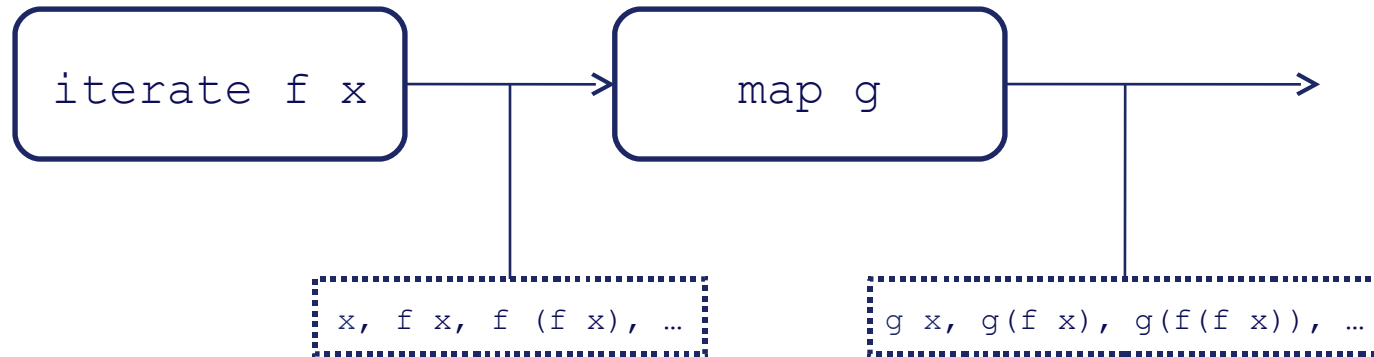 iterate f x
map g
x, f x, f (f x), …
g x, g(f x), g(f(f x)), …